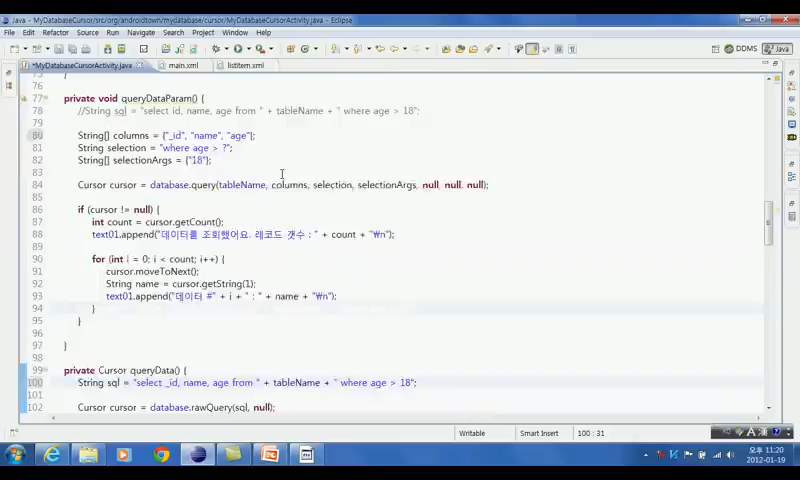 Java - MyDatabaseCursor/src/org/androidtown/mydatabase/cursor/MyDatabaseCursorActivity.java - Eclipse
File Edit Refactor Source Navigate Search Project Run Window Help
DDMS Java
*MyDatabaseCursorActivity.java main.xml listitem.xml
75 }
76
77 private void queryDataParam() {
78 //String sql = "select id, name, age from " + tableName + " where age > 18";
79
80 String[] columns = {"_id", "name", "age"};
81 String selection = "where age > ?";
82 String[] selectionArgs = {"18"};
83
84 Cursor cursor = database.query(tableName, columns, selection, selectionArgs, null, null, null);
85
86 if (cursor != null) {
87 int count = cursor.getCount();
88 text01.append("데이터를 조회했어요. 레코드 갯수 : " + count + "₩n");
89
90 for (int i = 0; i < count; i++) {
91 cursor.moveToNext();
92 String name = cursor.getString(1);
93 text01.append("데이터 #" + i + " : " + name + "₩n");
94 }
95 }
96
97 }
98
99 private Cursor queryData() {
100 String sql = "select _id, name, age from " + tableName + " where age > 18";
101
102 Cursor cursor = database.rawQuery(sql, null);
Writable Smart Insert 100 : 31
A 漢
오후 11:20
2012-01-19